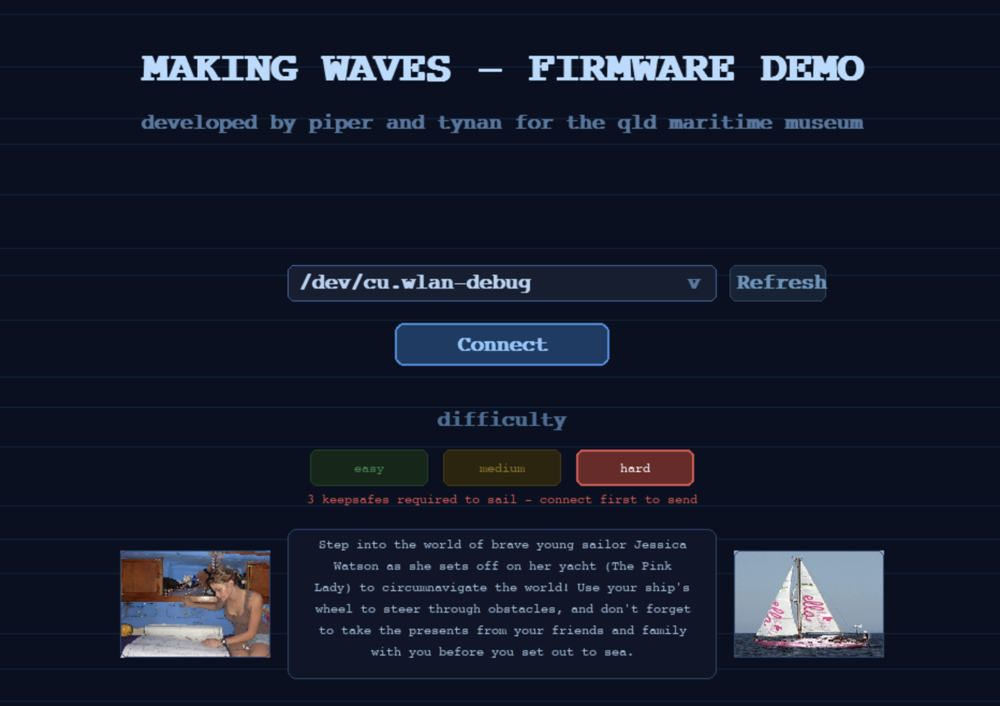 MAKING WAVES — FIRMWARE DEMO
developed by piper and tynan for the qld maritime museum
/dev/cu.wlan-debug v Refresh
Connect
difficulty
easy medium hard
3 keepsafes required to sail - connect first to send
Step into the world of brave young sailor Jessica
Watson as she sets off on her yacht (The Pink
Lady) to circumnavigate the world! Use your ship's
wheel to steer through obstacles, and don't forget
to take the presents from your friends and family
with you before you set out to sea.
ella ella